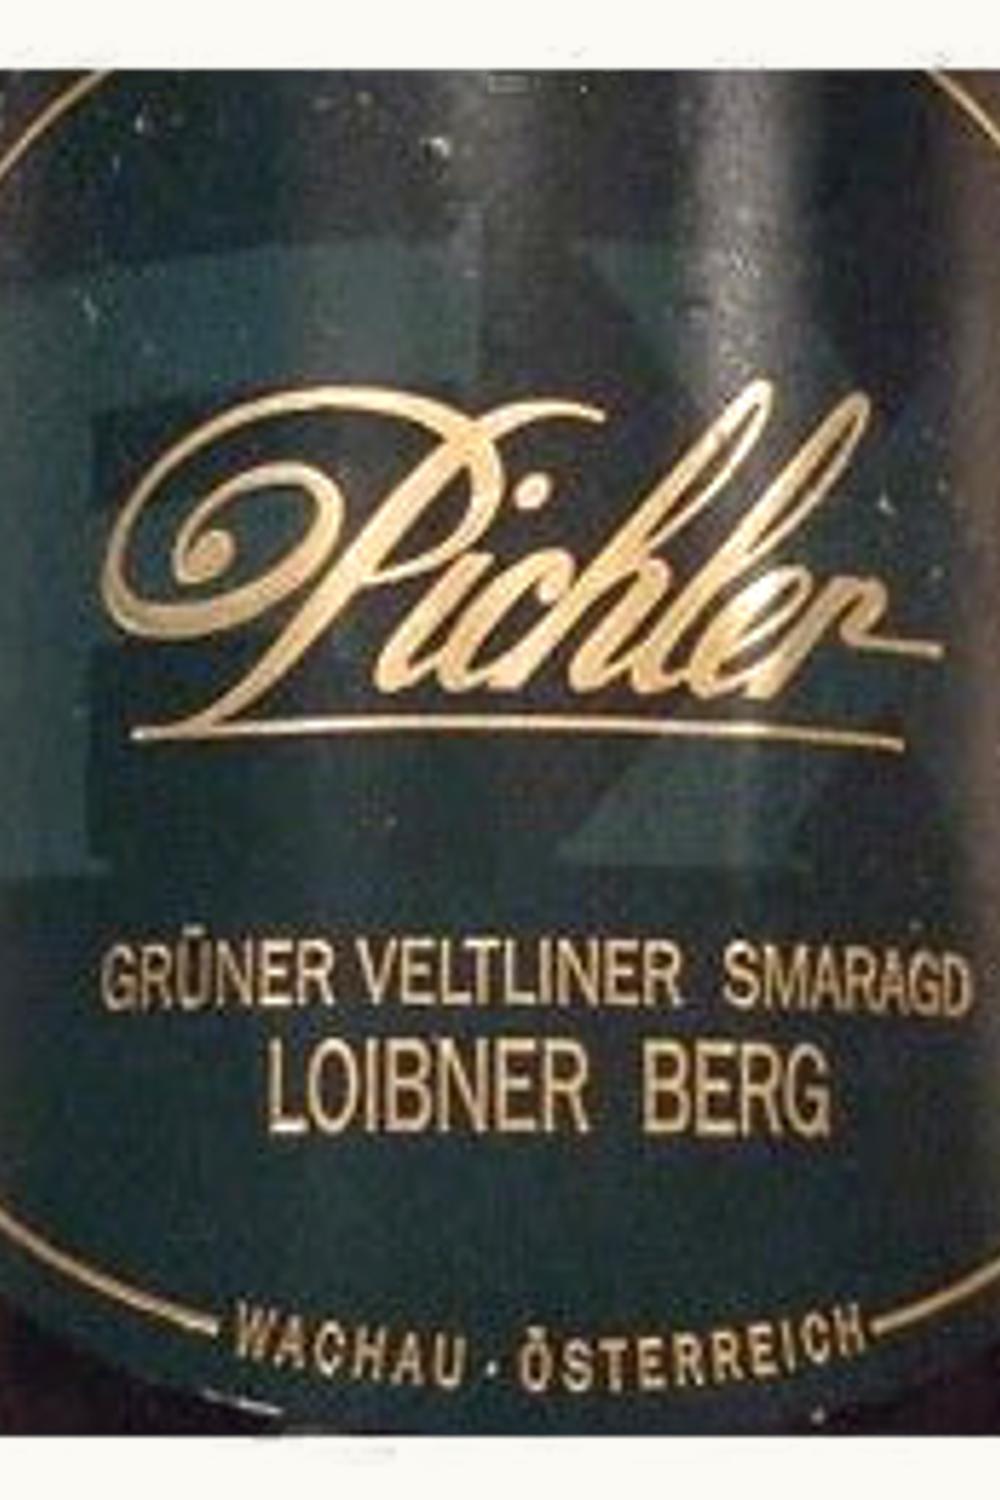 Pichler
GRÜNER VELTLINER SMARAGD
LOIBNER BERG
WACHAU · ÖSTERREICH